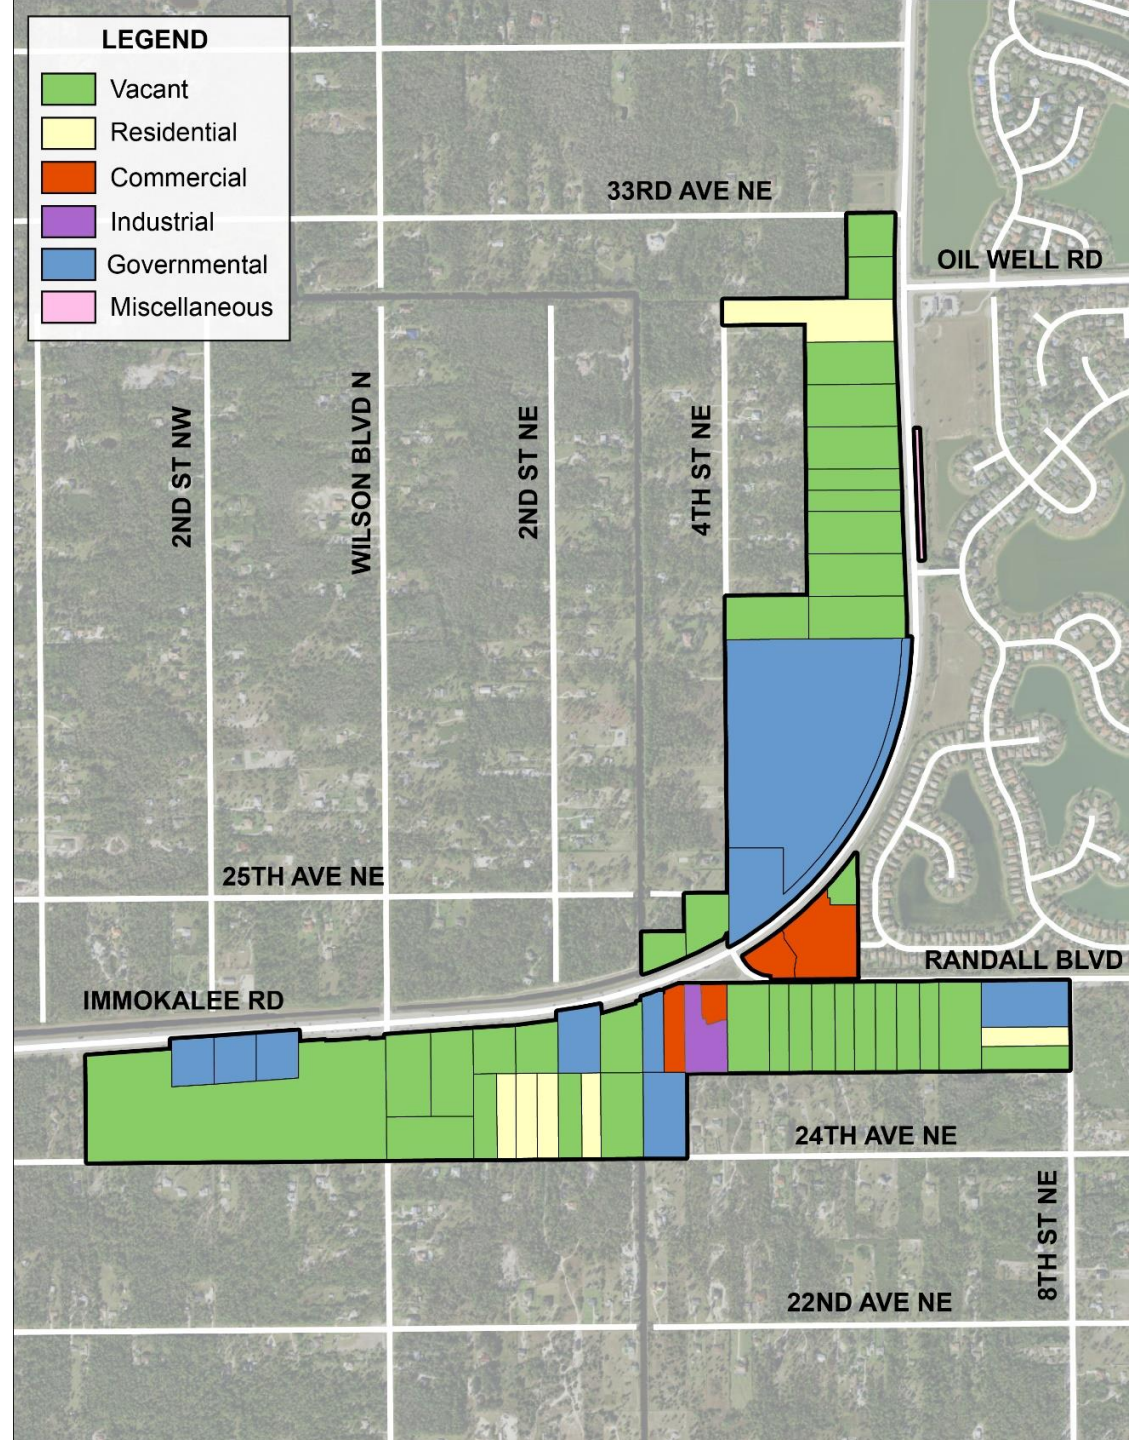 LEGEND
Vacant
Residential
Commercial
Industrial
Governmental
Miscellaneous
33RD AVE NE
OIL WELL RD
2ND ST NW
WILSON BLVD N
2ND ST NE
4TH ST NE
25TH AVE NE
RANDALL BLVD
IMMOKALEE RD
24TH AVE NE
8TH ST NE
22ND AVE NE